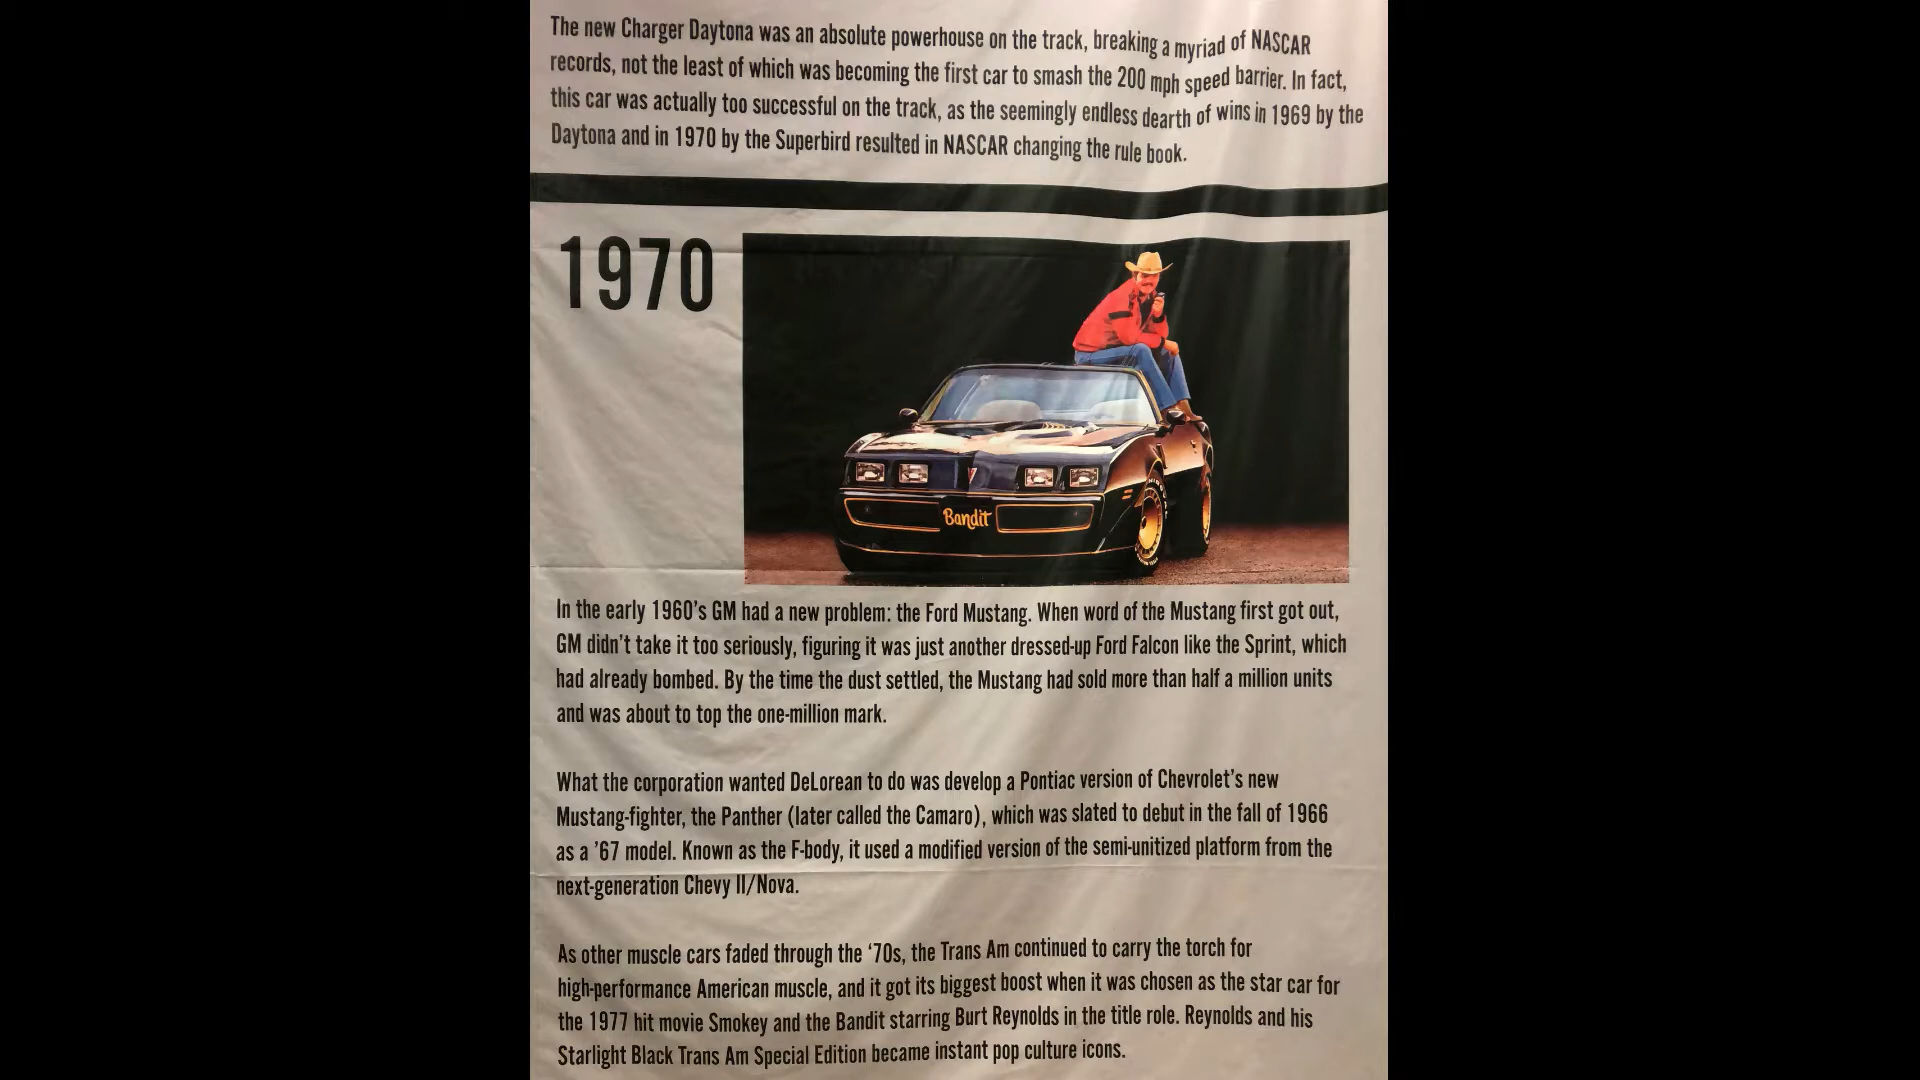 The new Charger Daytona was an absolute powerhouse on the track, breaking a myriad of NASCAR
records, not the least of which was becoming the first car to smash the 200 mph speed barrier. In fact,
this car was actually too successful on the track, as the seemingly endless dearth of wins in 1969 by the
Daytona and in 1970 by the Superbird resulted in NASCAR changing the rule book.
1970
Bandit
In the early 1960's GM had a new problem: the Ford Mustang. When word of the Mustang first got out,
GM didn't take it too seriously, figuring it was just another dressed-up Ford Falcon like the Sprint, which
had already bombed. By the time the dust settled, the Mustang had sold more than half a million units
and was about to top the one-million mark.
What the corporation wanted DeLorean to do was develop a Pontiac version of Chevrolet's new
Mustang-fighter, the Panther (later called the Camaro), which was slated to debut in the fall of 1966
as a '67 model. Known as the F-body, it used a modified version of the semi-unitized platform from the
next-generation Chevy II/Nova.
As other muscle cars faded through the '70s, the Trans Am continued to carry the torch for
high-performance American muscle, and it got its biggest boost when it was chosen as the star car for
the 1977 hit movie Smokey and the Bandit starring Burt Reynolds in the title role. Reynolds and his
Starlight Black Trans Am Special Edition became instant pop culture icons.